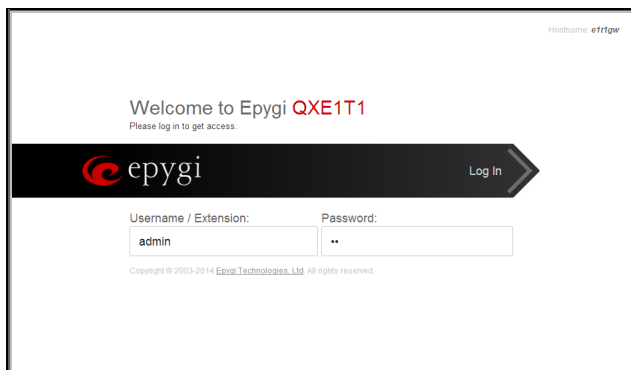 Hostname: e1t1gw
Welcome to Epygi QXE1T1
Please log in to get access.
epygi
Log In
Username / Extension:
Password:
admin
••
Copyright © 2003-2014 Epygi Technologies, Ltd. All rights reserved.